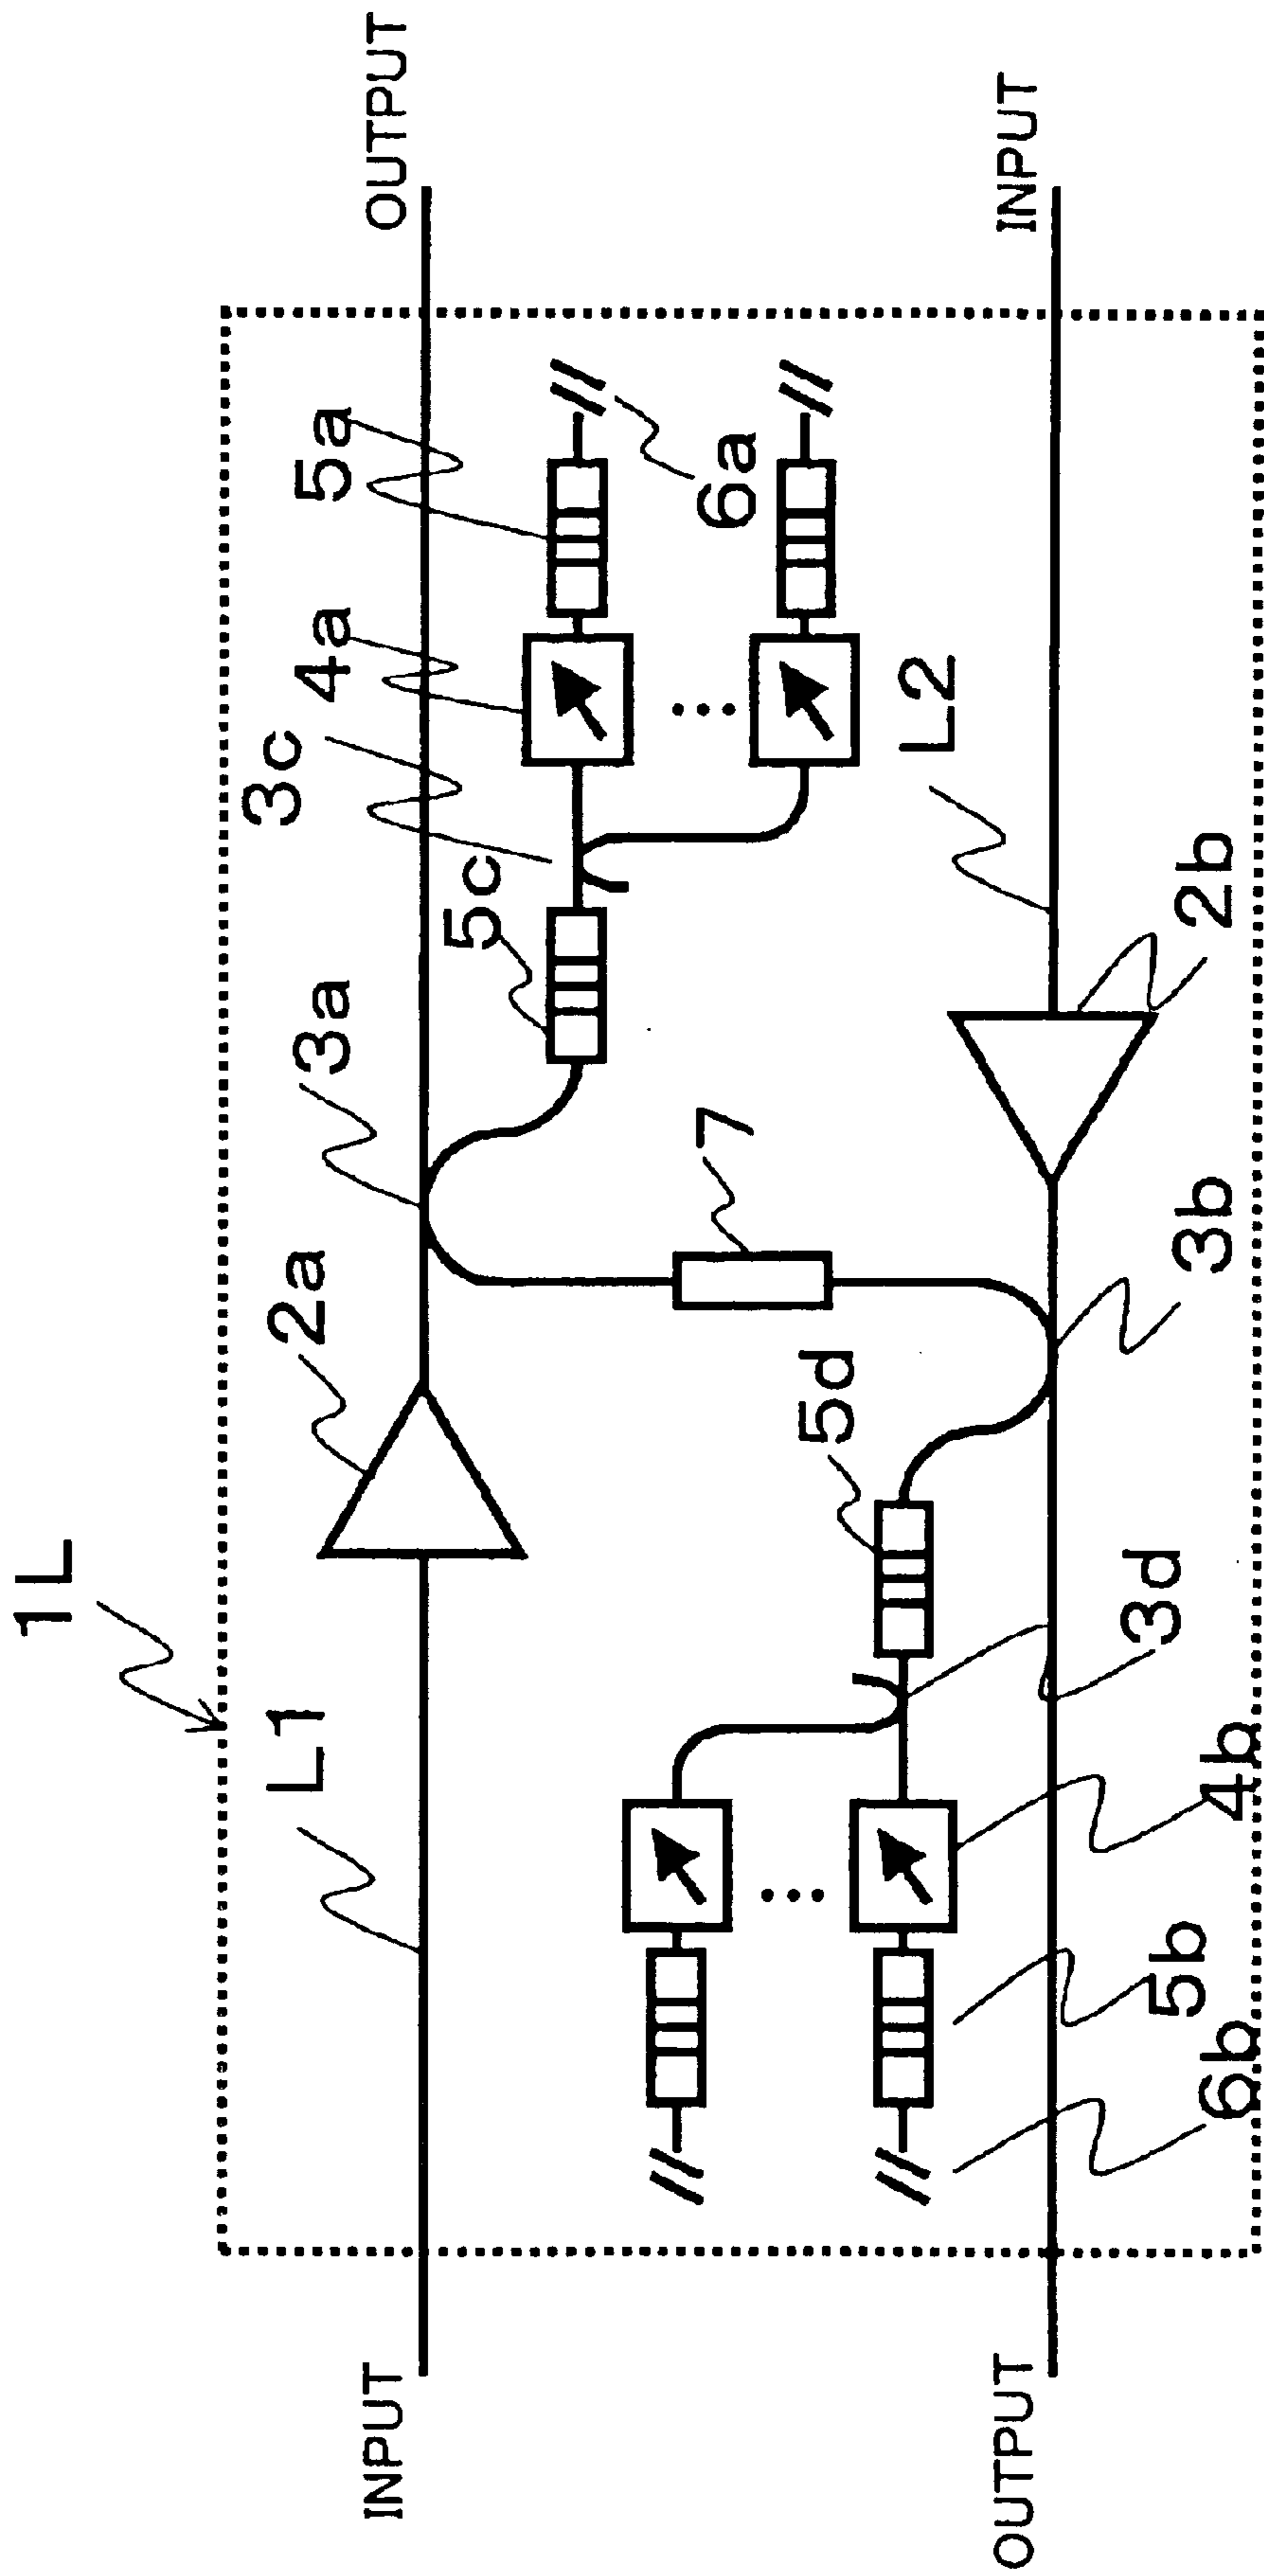 1L
INPUT
L1
2a
3a
3c
4a
5a
OUTPUT
5c
6a
7
5d
L2
OUTPUT
6b
5b
4b
3d
3b
2b
INPUT